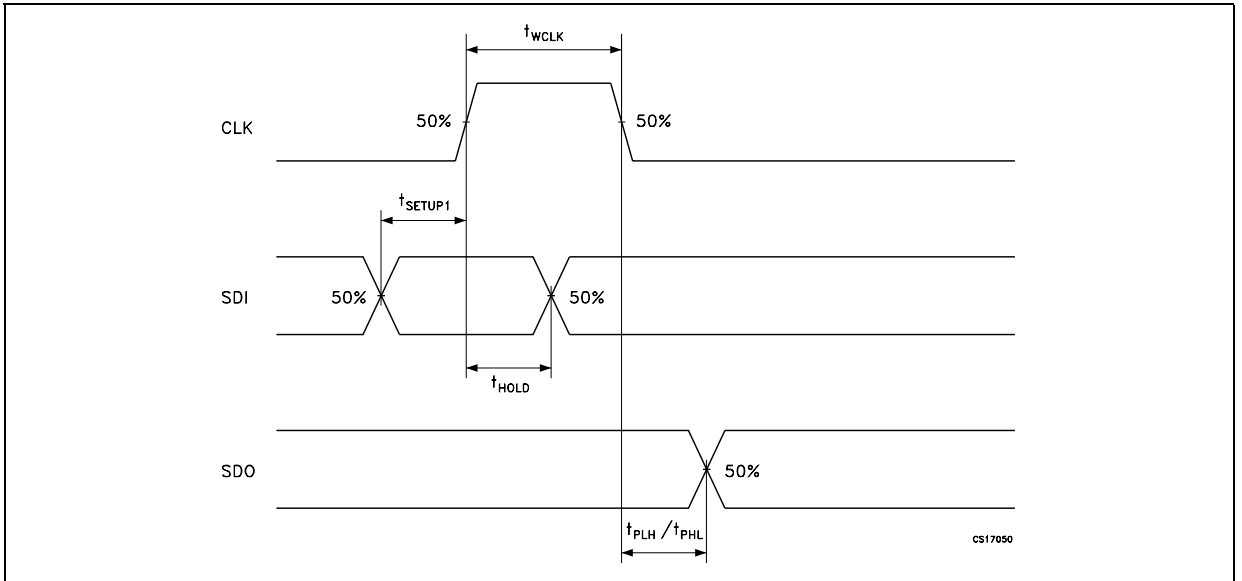 tWCLK
50%
50%
CLK
tSETUP1
50%
50%
SDI
tHOLD
SDO
50%
tPLH /tPHL
CS17050